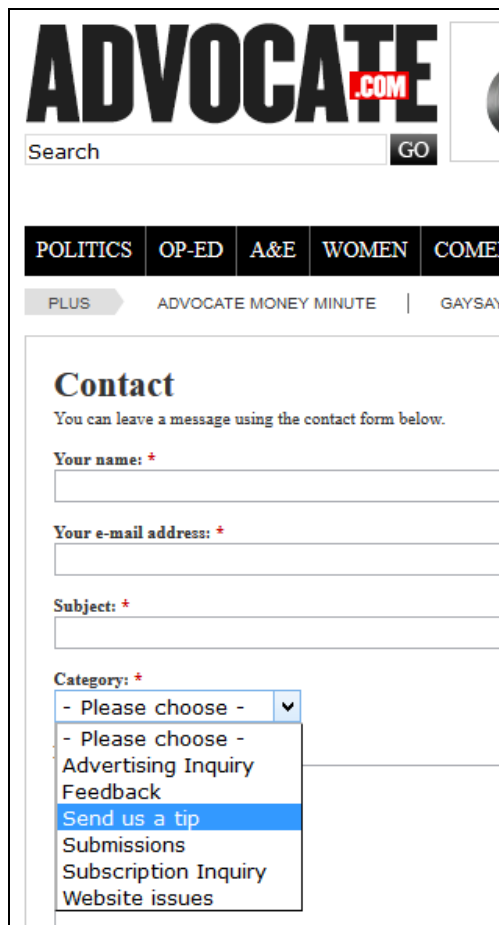 ADVOCATE
.COM
Search GO
POLITICS OP-ED A&E WOMEN COME
PLUS ADVOCATE MONEY MINUTE | GAYSAY
Contact
You can leave a message using the contact form below.
Your name: *
Your e-mail address: *
Subject: *
Category: *
- Please choose -
- Please choose -
Advertising Inquiry
Feedback
Send us a tip
Submissions
Subscription Inquiry
Website issues